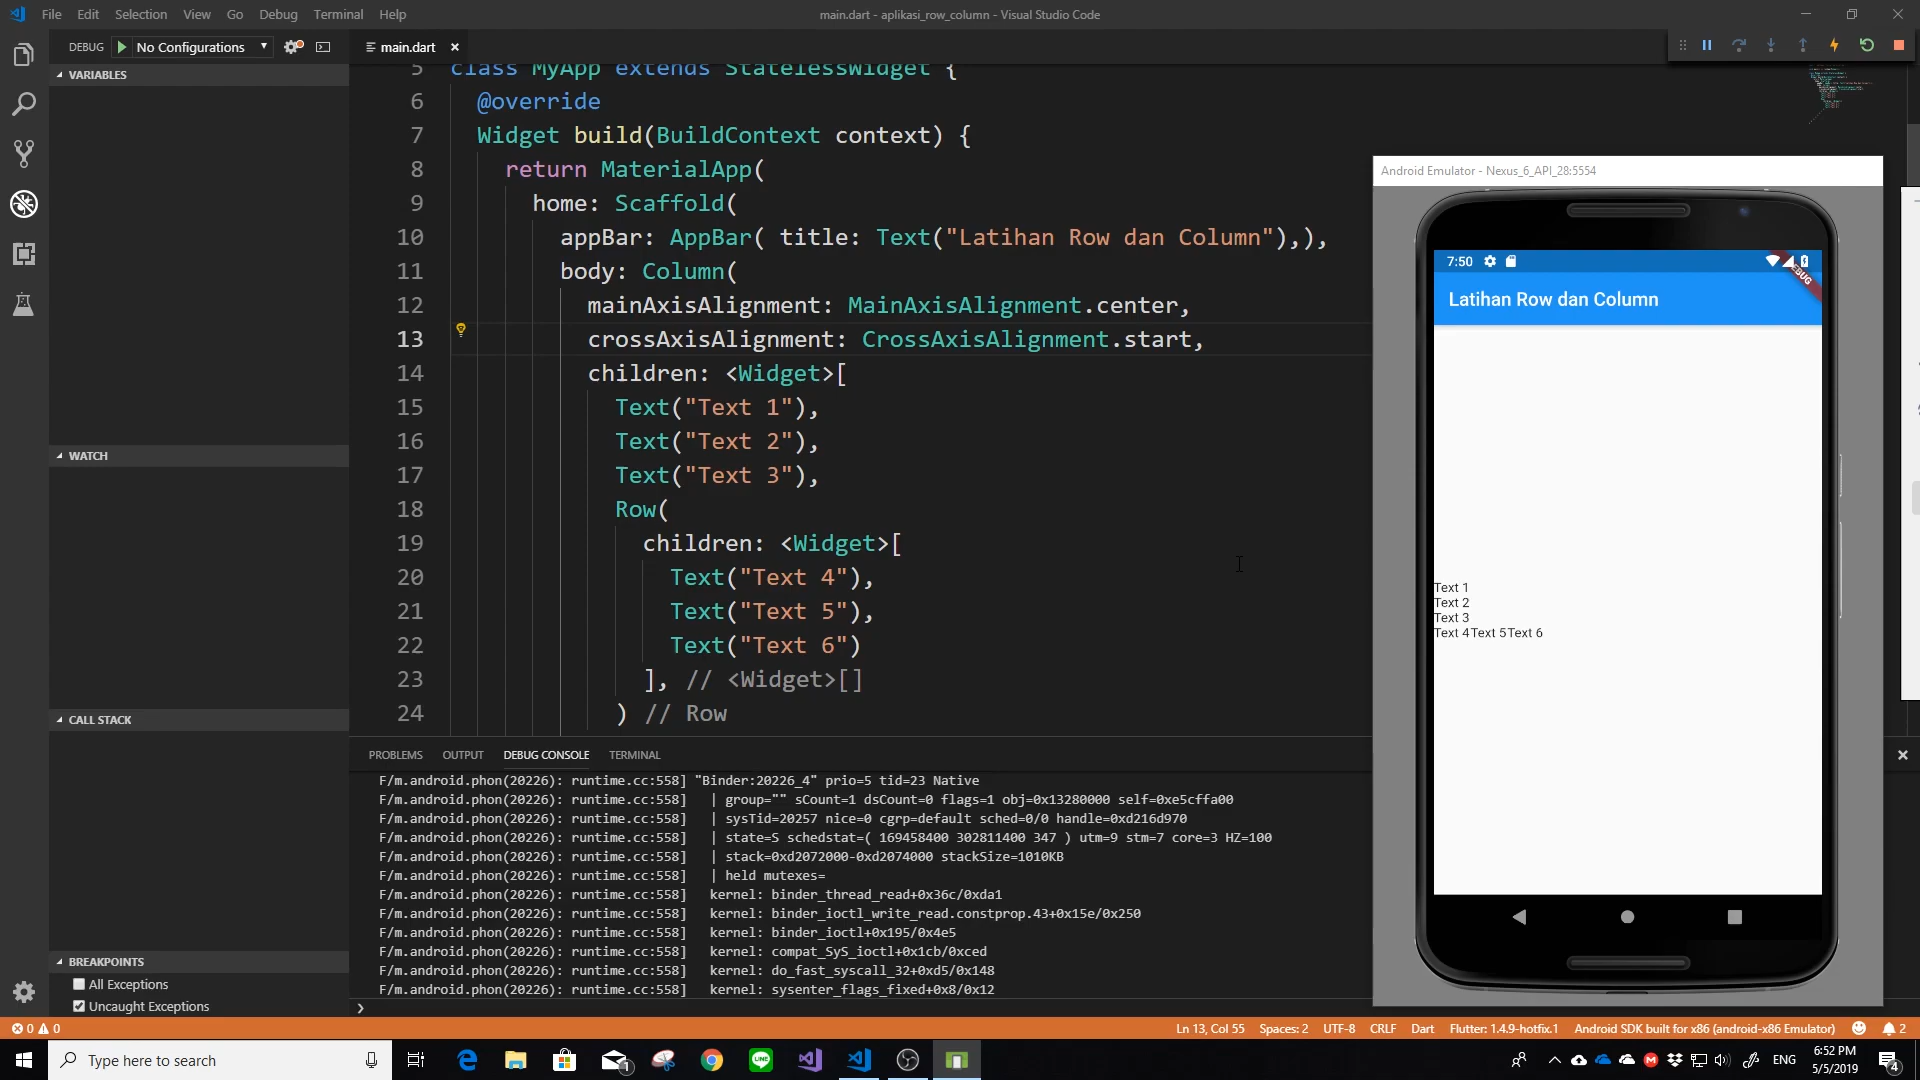 File Edit Selection View Go Debug Terminal Help
main.dart - aplikasi_row_column - Visual Studio Code
DEBUG No Configurations
main.dart
VARIABLES
WATCH
CALL STACK
BREAKPOINTS
All Exceptions
Uncaught Exceptions
5 class MyApp extends StatelessWidget {
6 @override
7 Widget build(BuildContext context) {
8 return MaterialApp(
9 home: Scaffold(
10 appBar: AppBar( title: Text("Latihan Row dan Column"),),
11 body: Column(
12 mainAxisAlignment: MainAxisAlignment.center,
13 crossAxisAlignment: CrossAxisAlignment.start,
14 children: <Widget>[
15 Text("Text 1"),
16 Text("Text 2"),
17 Text("Text 3"),
18 Row(
19 children: <Widget>[
20 Text("Text 4"),
21 Text("Text 5"),
22 Text("Text 6")
23 ], // <Widget>[]
24 ) // Row
PROBLEMS OUTPUT DEBUG CONSOLE TERMINAL
F/m.android.phon(20226): runtime.cc:558] "Binder:20226_4" prio=5 tid=23 Native
F/m.android.phon(20226): runtime.cc:558] | group="" sCount=1 dsCount=0 flags=1 obj=0x13280000 self=0xe5cffa00
F/m.android.phon(20226): runtime.cc:558] | sysTid=20257 nice=0 cgrp=default sched=0/0 handle=0xd216d970
F/m.android.phon(20226): runtime.cc:558] | state=S schedstat=( 169458400 302811400 347 ) utm=9 stm=7 core=3 HZ=100
F/m.android.phon(20226): runtime.cc:558] | stack=0xd2072000-0xd2074000 stackSize=1010KB
F/m.android.phon(20226): runtime.cc:558] | held mutexes=
F/m.android.phon(20226): runtime.cc:558] kernel: binder_thread_read+0x36c/0xda1
F/m.android.phon(20226): runtime.cc:558] kernel: binder_ioctl_write_read.constprop.43+0x15e/0x250
F/m.android.phon(20226): runtime.cc:558] kernel: binder_ioctl+0x195/0x4e5
F/m.android.phon(20226): runtime.cc:558] kernel: compat_SyS_ioctl+0x1cb/0xced
F/m.android.phon(20226): runtime.cc:558] kernel: do_fast_syscall_32+0xd5/0x148
F/m.android.phon(20226): runtime.cc:558] kernel: sysenter_flags_fixed+0x8/0x12
Android Emulator - Nexus_6_API_28:5554
7:50
DEBUG
Latihan Row dan Column
Text 1
Text 2
Text 3
Text 4Text 5Text 6
0 0
Ln 13, Col 55 Spaces: 2 UTF-8 CRLF Dart Flutter: 1.4.9-hotfix.1 Android SDK built for x86 (android-x86 Emulator) 2
Type here to search
1
LINE
ENG
6:52 PM
5/5/2019
4